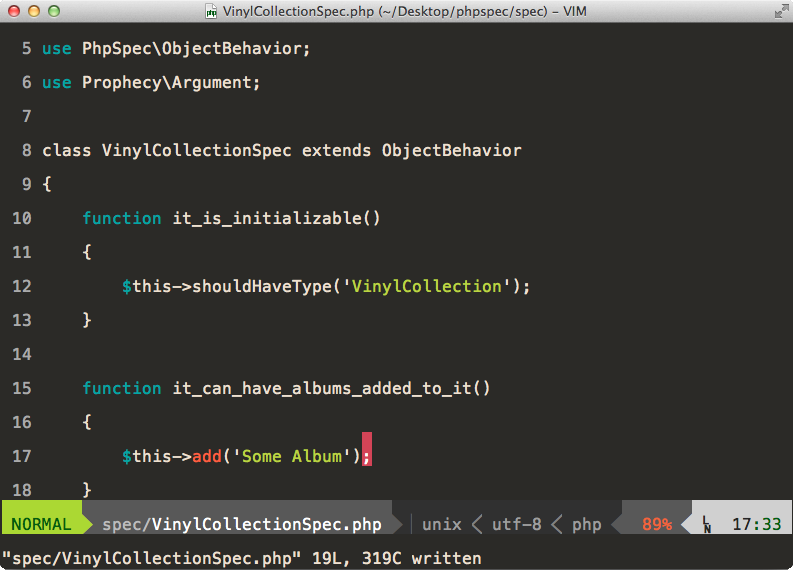 VinylCollectionSpec.php (~/Desktop/phpspec/spec) – VIM
5 use PhpSpec\ObjectBehavior;
6 use Prophecy\Argument;
7
8 class VinylCollectionSpec extends ObjectBehavior
9 {
10     function it_is_initializable()
11     {
12         $this->shouldHaveType('VinylCollection');
13     }
14
15     function it_can_have_albums_added_to_it()
16     {
17         $this->add('Some Album');
18     }
NORMAL spec/VinylCollectionSpec.php unix < utf-8 < php 89% LN 17:33
"spec/VinylCollectionSpec.php" 19L, 319C written